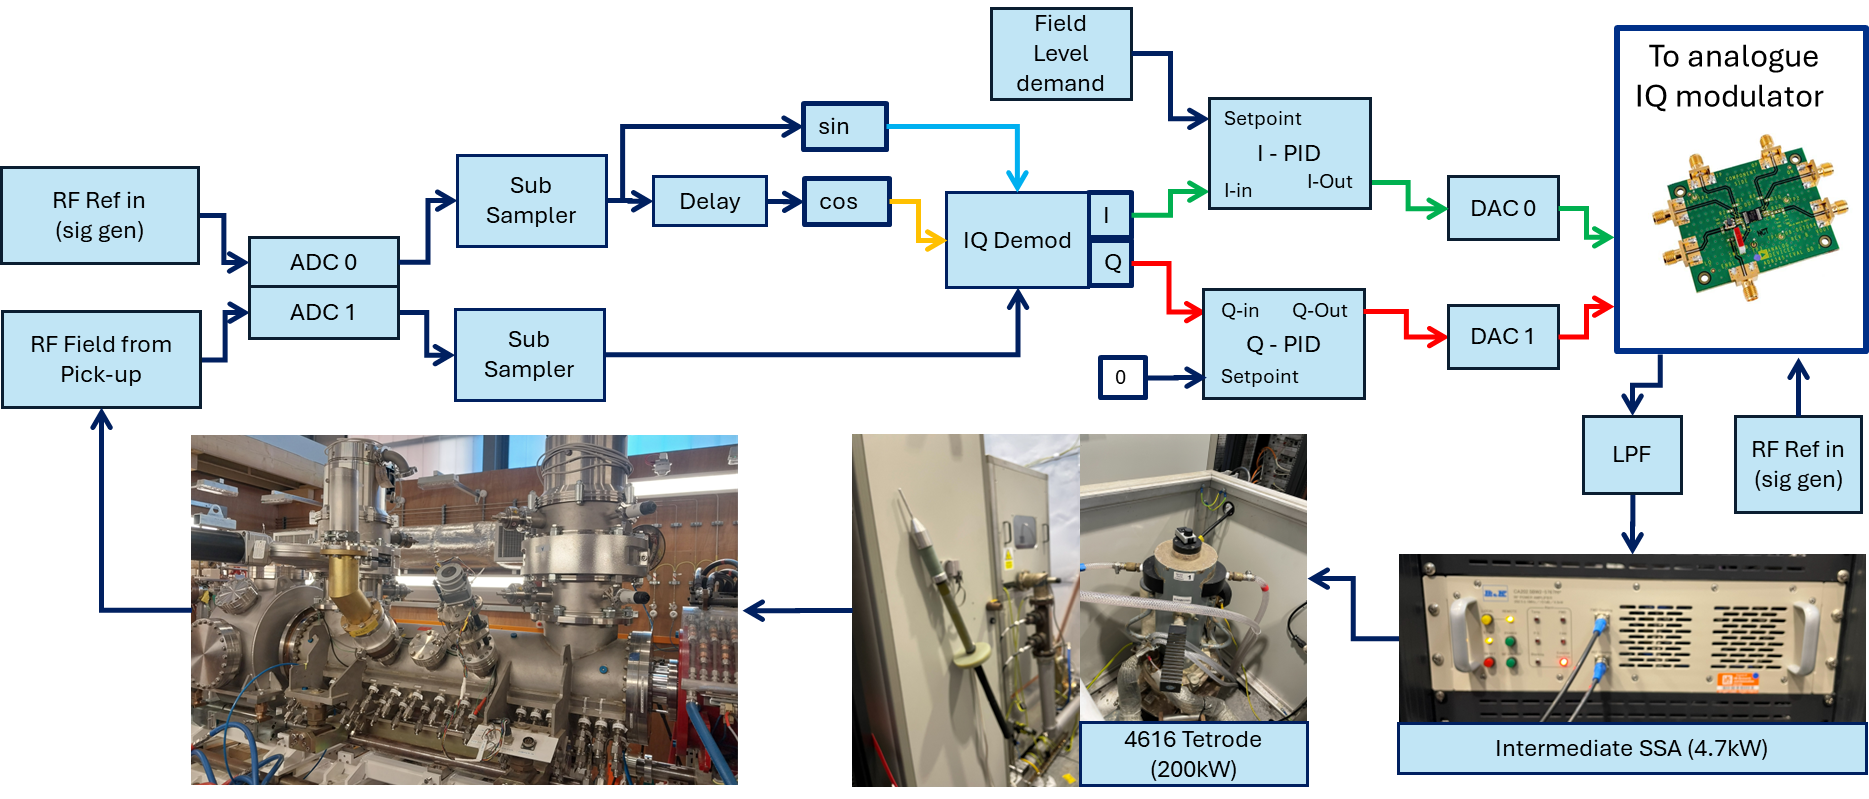 Field
Level
demand
To analogue
IQ modulator
sin
Setpoint
I - PID
I-Out
I-in
RF Ref in
(sig gen)
Sub
Sampler
Delay
cos
I
IQ Demod
Q
DAC 0
ADC 0
ADC 1
RF Field from
Pick-up
Sub
Sampler
Q-in Q-Out
Q - PID
Setpoint
0
DAC 1
LPF
RF Ref in
(sig gen)
R&K
4616 Tetrode
(200kW)
Intermediate SSA (4.7kW)